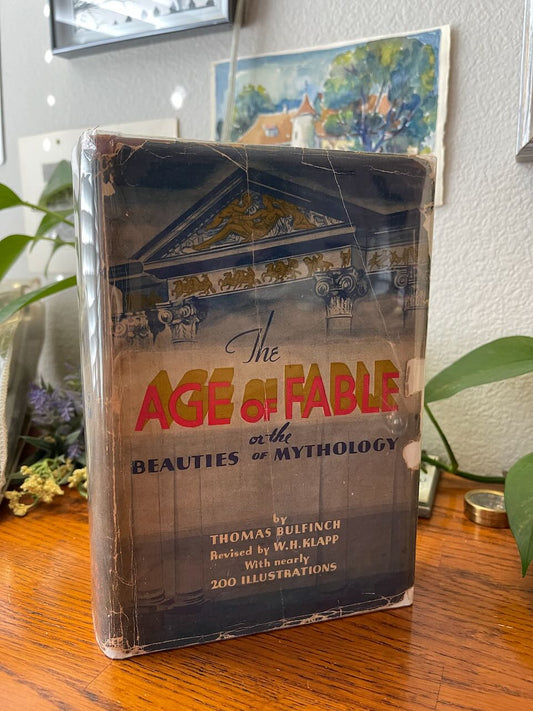 The
AGE OF FABLE
or the
BEAUTIES OF MYTHOLOGY
by
THOMAS BULFINCH
Revised by W.H. KLAPP
With nearly
200 ILLUSTRATIONS